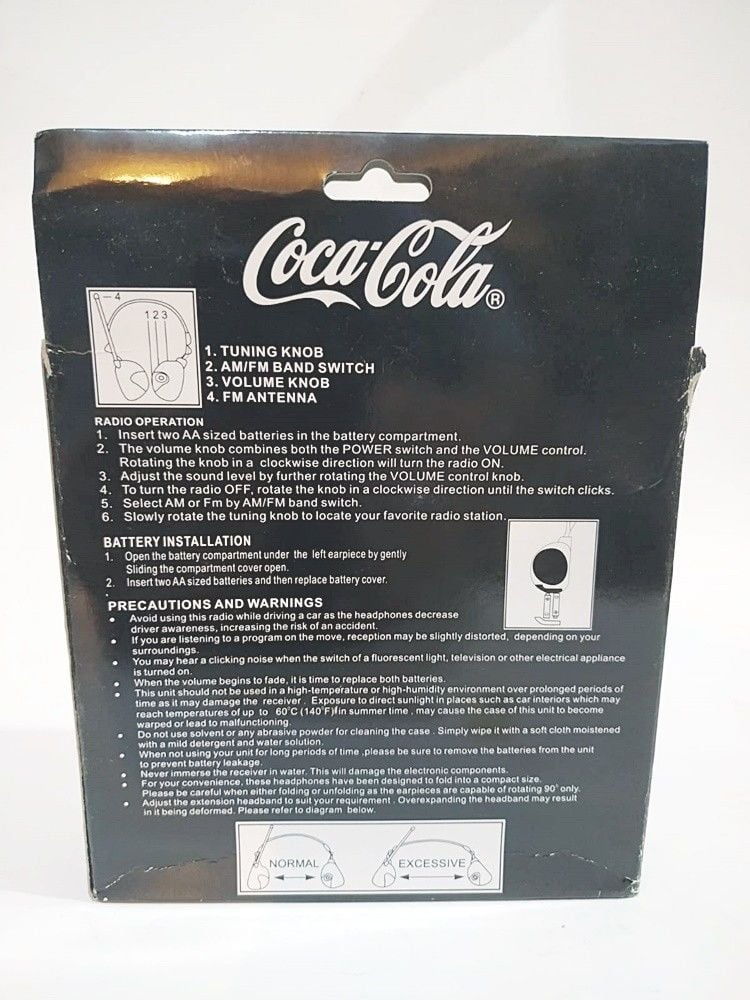 Coca-Cola®
4
1 2 3
1. TUNING KNOB
2. AM/FM BAND SWITCH
3. VOLUME KNOB
4. FM ANTENNA
RADIO OPERATION
1. Insert two AA sized batteries in the battery compartment.
2. The volume knob combines both the POWER switch and the VOLUME control.
Rotating the knob in a clockwise direction will turn the radio ON.
3. Adjust the sound level by further rotating the VOLUME control knob.
4. To turn the radio OFF, rotate the knob in a clockwise direction until the switch clicks.
5. Select AM or Fm by AM/FM band switch.
6. Slowly rotate the tuning knob to locate your favorite radio station.
BATTERY INSTALLATION
1. Open the battery compartment under the left earpiece by gently
Sliding the compartment cover open.
2. Insert two AA sized batteries and then replace battery cover.
PRECAUTIONS AND WARNINGS
• Avoid using this radio while driving a car as the headphones decrease
driver awareness, increasing the risk of an accident.
• If you are listening to a program on the move, reception may be slightly distorted, depending on your
surroundings.
• You may hear a clicking noise when the switch of a fluorescent light, television or other electrical appliance
is turned on.
• When the volume begins to fade, it is time to replace both batteries.
• This unit should not be used in a high-temperature or high-humidity environment over prolonged periods of
time as it may damage the receiver. Exposure to direct sunlight in places such as car interiors which may
reach temperatures of up to 60°C (140°F) in summer time, may cause the case of this unit to become
warped or lead to malfunctioning.
• Do not use solvent or any abrasive powder for cleaning the case. Simply wipe it with a soft cloth moistened
with a mild detergent and water solution.
• When not using your unit for long periods of time ,please be sure to remove the batteries from the unit
to prevent battery leakage.
• Never immerse the receiver in water. This will damage the electronic components.
• For your convenience, these headphones have been designed to fold into a compact size.
Please be careful when either folding or unfolding as the earpieces are capable of rotating 90° only.
• Adjust the extension headband to suit your requirement. Overexpanding the headband may result
in it being deformed. Please refer to diagram below.
NORMAL
EXCESSIVE